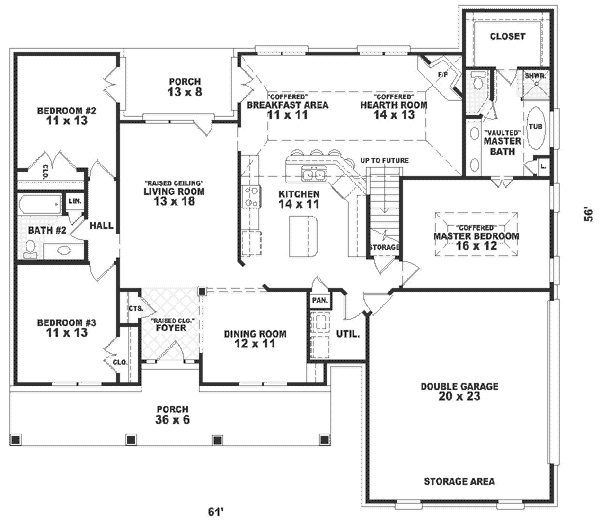 CLOSET
PORCH
13 x 8
"COFFERED"
BREAKFAST AREA
11 x 11
"COFFERED"
HEARTH ROOM
14 x 13
F/P
SHWR.
BEDROOM #2
11 x 13
TUB
"VAULTED"
MASTER
BATH
CLO.
UP TO FUTURE
L.
"RAISED CEILING"
LIVING ROOM
13 x 18
KITCHEN
14 x 11
LIN.
BATH #2
HALL
56'
"COFFERED"
MASTER BEDROOM
16 x 12
STORAGE
CTS.
PAN.
BEDROOM #3
11 x 13
"RAISED CLG."
FOYER
DINING ROOM
12 x 11
UTIL.
CLO.
DOUBLE GARAGE
20 x 23
PORCH
36 x 6
STORAGE AREA
61'